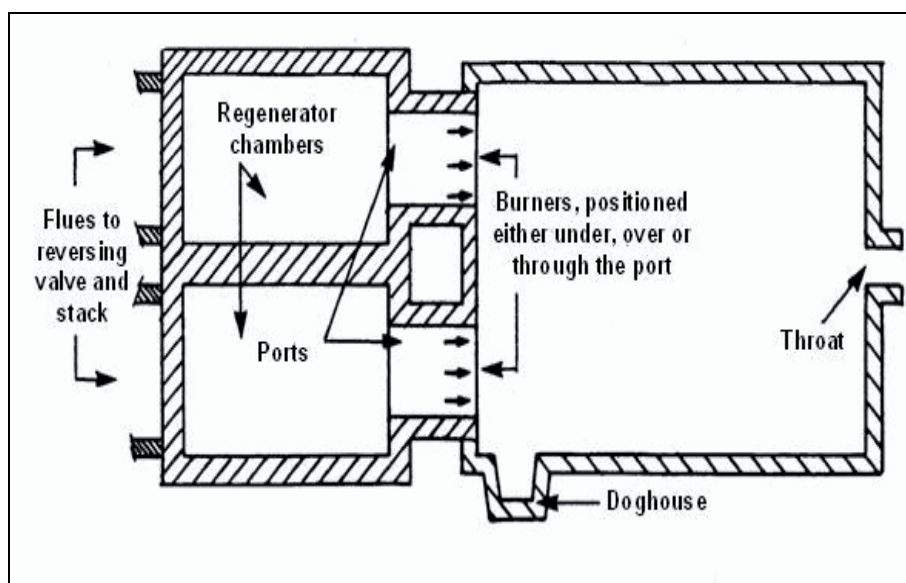 Regenerator
chambers
Flues to
reversing
valve and
stack
Ports
Burners, positioned
either under, over or
through the port
Throat
Doghouse